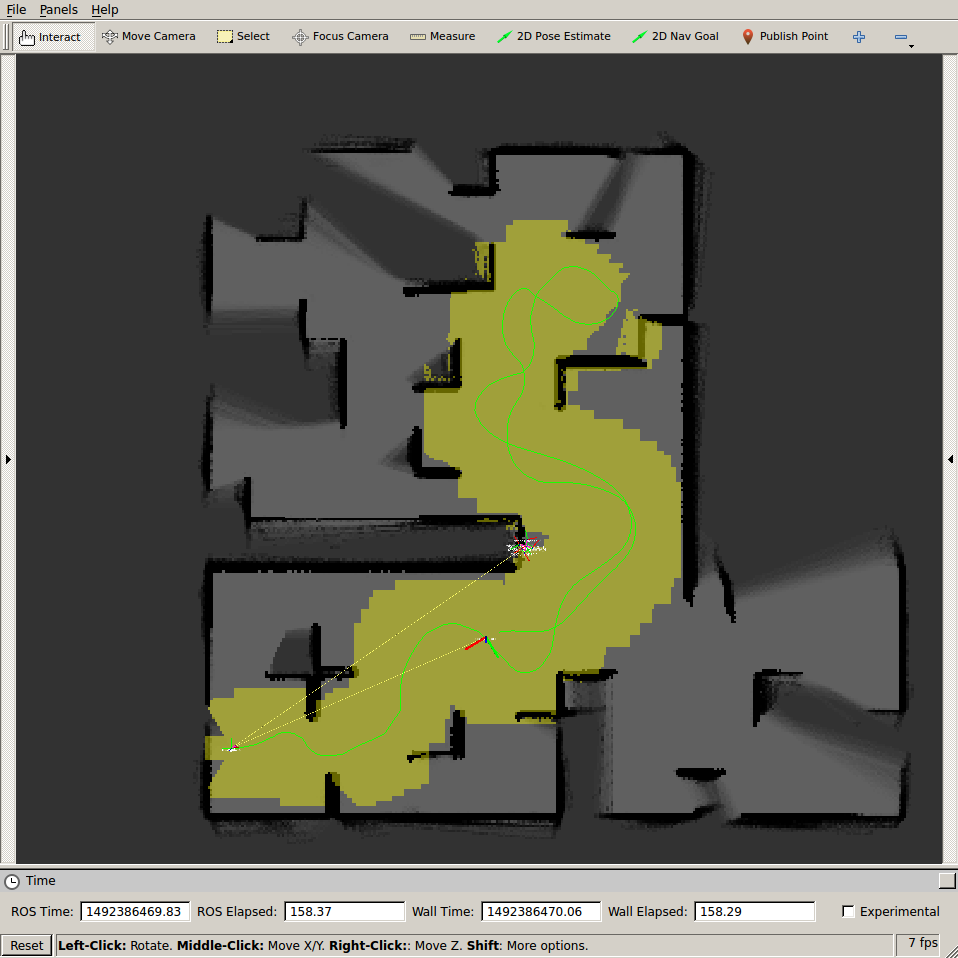 File Panels Help
Interact Move Camera Select Focus Camera Measure 2D Pose Estimate 2D Nav Goal Publish Point
Time
ROS Time: 1492386469.83 ROS Elapsed: 158.37 Wall Time: 1492386470.06 Wall Elapsed: 158.29 Experimental
Reset Left-Click: Rotate. Middle-Click: Move X/Y. Right-Click:: Move Z. Shift: More options. 7 fps